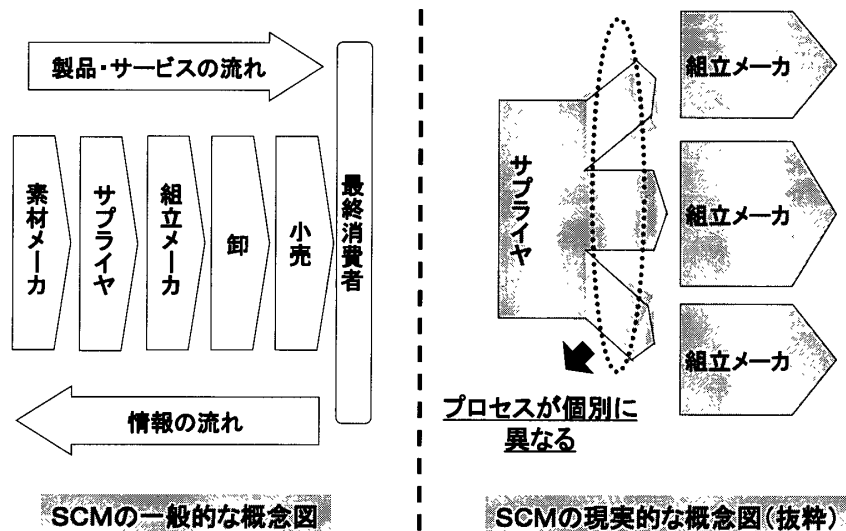 製品・サービスの流れ
素材メーカ
サプライヤ
組立メーカ
卸
小売
最終消費者
情報の流れ
SCMの一般的な概念図
サプライヤ
組立メーカ
組立メーカ
組立メーカ
プロセスが個別に
異なる
SCMの現実的な概念図(抜粋)